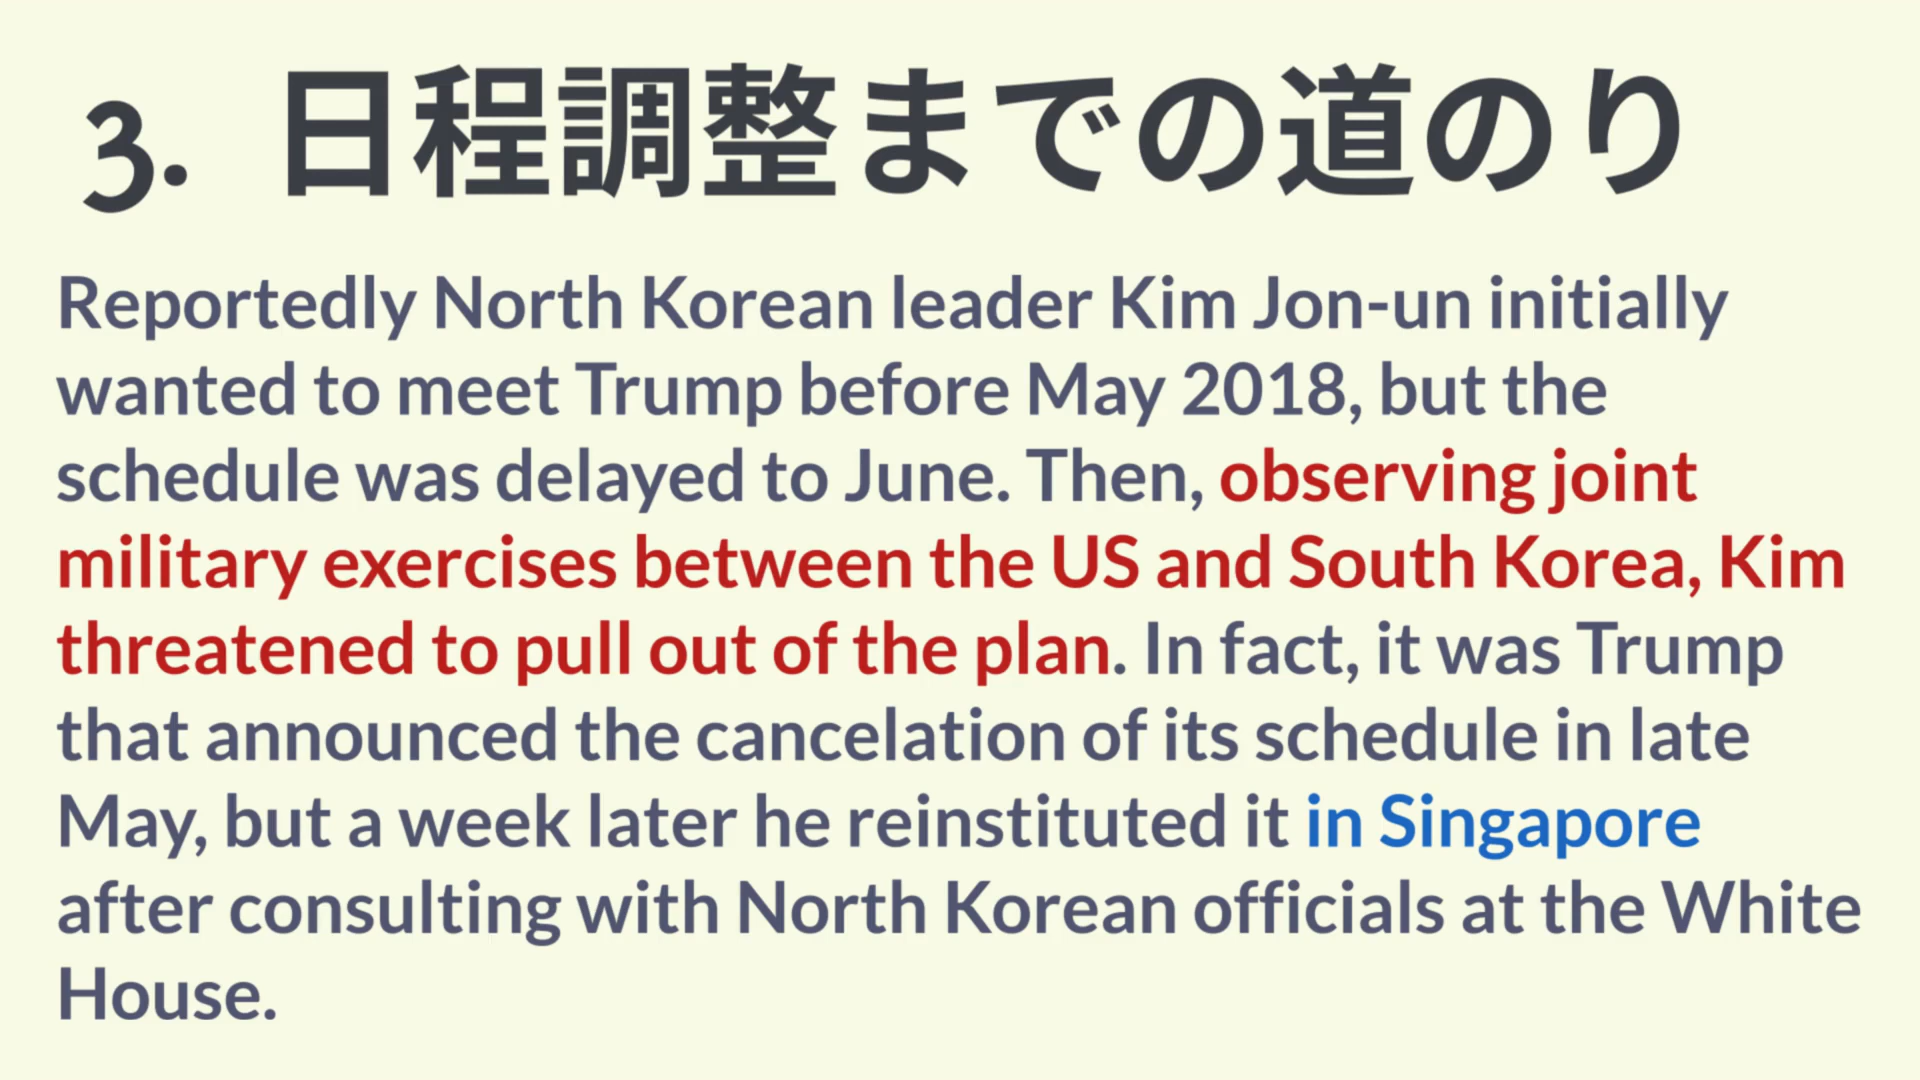 3. 日程調整までの道のり
Reportedly North Korean leader Kim Jon-un initially
wanted to meet Trump before May 2018, but the
schedule was delayed to June. Then, observing joint
military exercises between the US and South Korea, Kim
threatened to pull out of the plan. In fact, it was Trump
that announced the cancelation of its schedule in late
May, but a week later he reinstituted it in Singapore
after consulting with North Korean officials at the White
House.